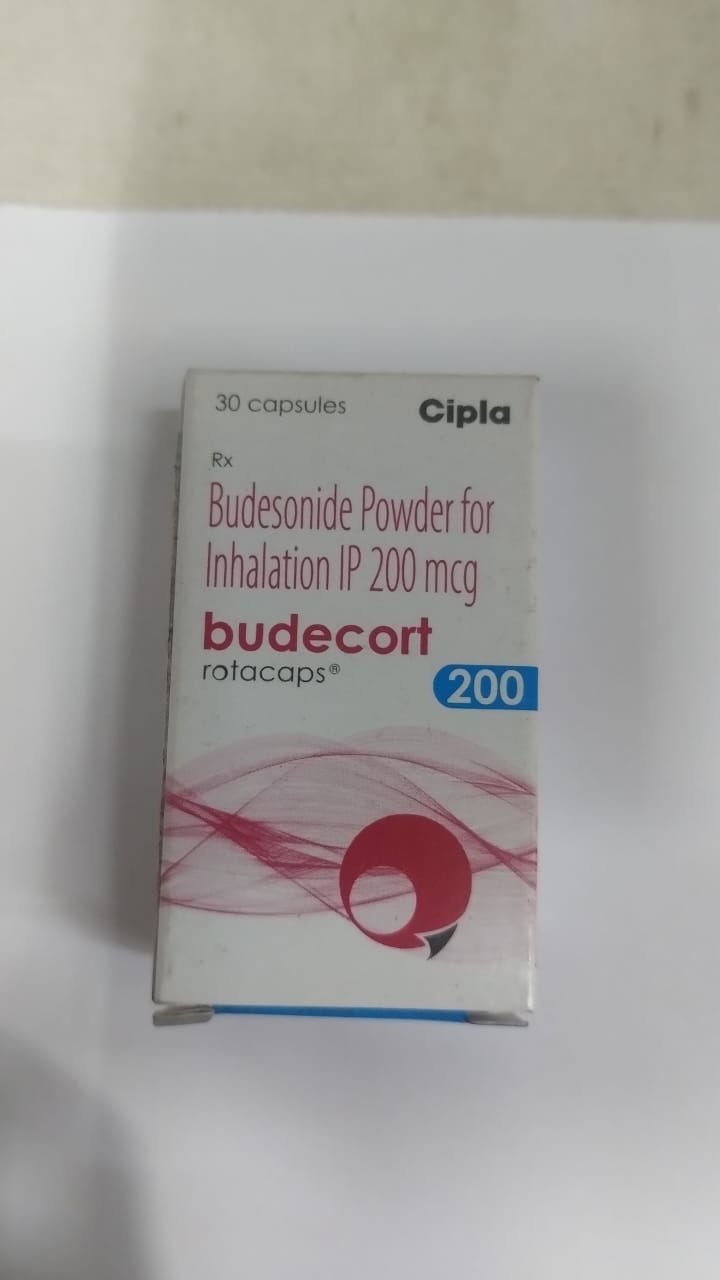 30 capsules
Cipla
Rx
Budesonide Powder for
Inhalation IP 200 mcg
budecort
rotacaps®
200